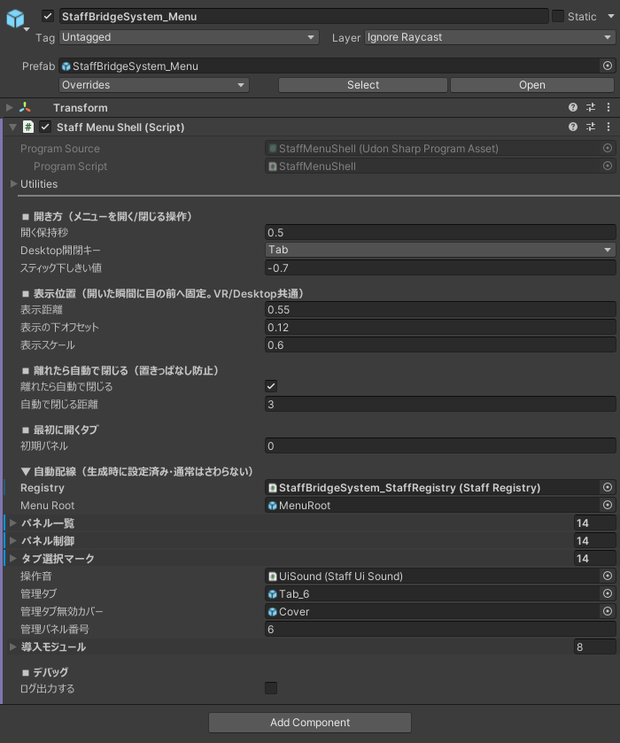 StaffBridgeSystem_Menu
Static
Tag Untagged Layer Ignore Raycast
Prefab StaffBridgeSystem_Menu
Overrides Select Open
Transform
Staff Menu Shell (Script)
Program Source StaffMenuShell (Udon Sharp Program Asset)
Program Script StaffMenuShell
Utilities
■ 開き方（メニューを開く/閉じる操作）
開く保持秒 0.5
Desktop開閉キー Tab
スティック下しきい値 -0.7
■ 表示位置（開いた瞬間に目の前へ固定。VR/Desktop共通）
表示距離 0.55
表示の下オフセット 0.12
表示スケール 0.6
■ 離れたら自動で閉じる（置きっぱなし防止）
離れたら自動で閉じる
自動で閉じる距離 3
■ 最初に開くタブ
初期パネル 0
▼ 自動配線（生成時に設定済み・通常はさわらない）
Registry StaffBridgeSystem_StaffRegistry (Staff Registry)
Menu Root MenuRoot
パネル一覧 14
パネル制御 14
タブ選択マーク 14
操作音 UiSound (Staff Ui Sound)
管理タブ Tab_6
管理タブ無効カバー Cover
管理パネル番号 6
導入モジュール 8
■ デバッグ
ログ出力する
Add Component